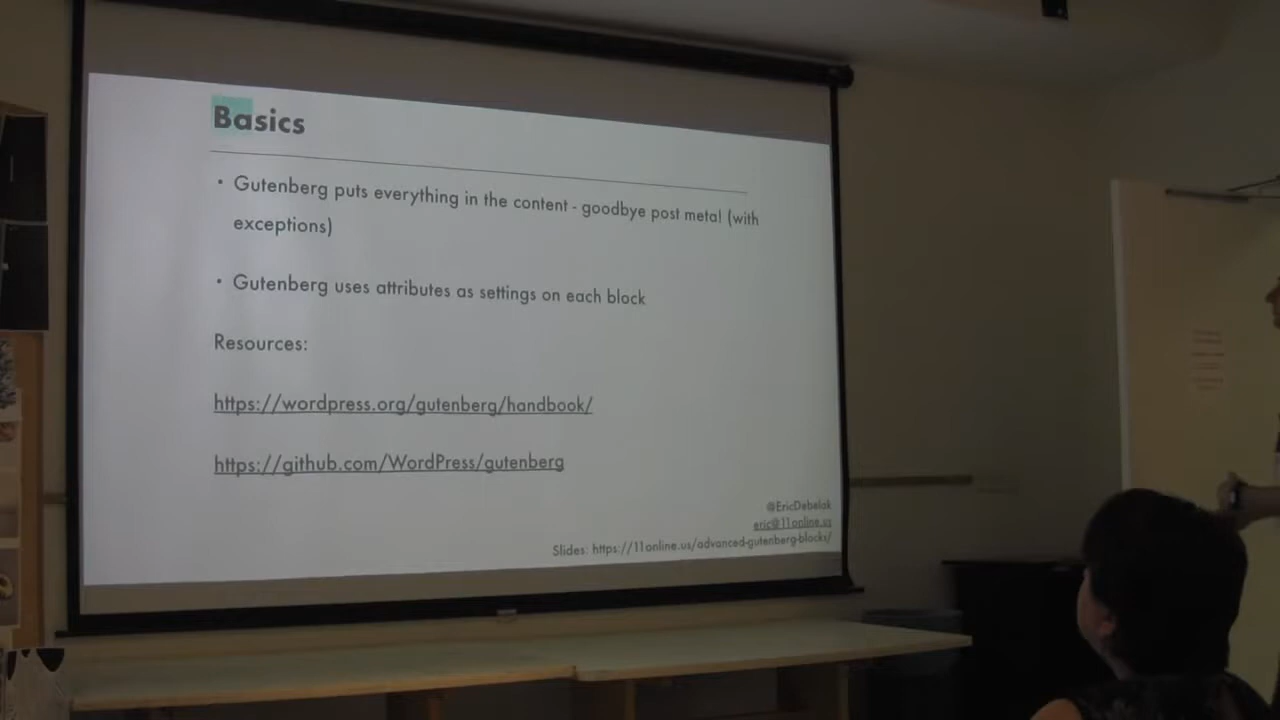 Basics
• Gutenberg puts everything in the content - goodbye post meta! (with
exceptions)
• Gutenberg uses attributes as settings on each block
Resources:
https://wordpress.org/gutenberg/handbook/
https://github.com/WordPress/gutenberg
@EricDebelak
eric@11online.us
Slides: https://11online.us/advanced-gutenberg-blocks/